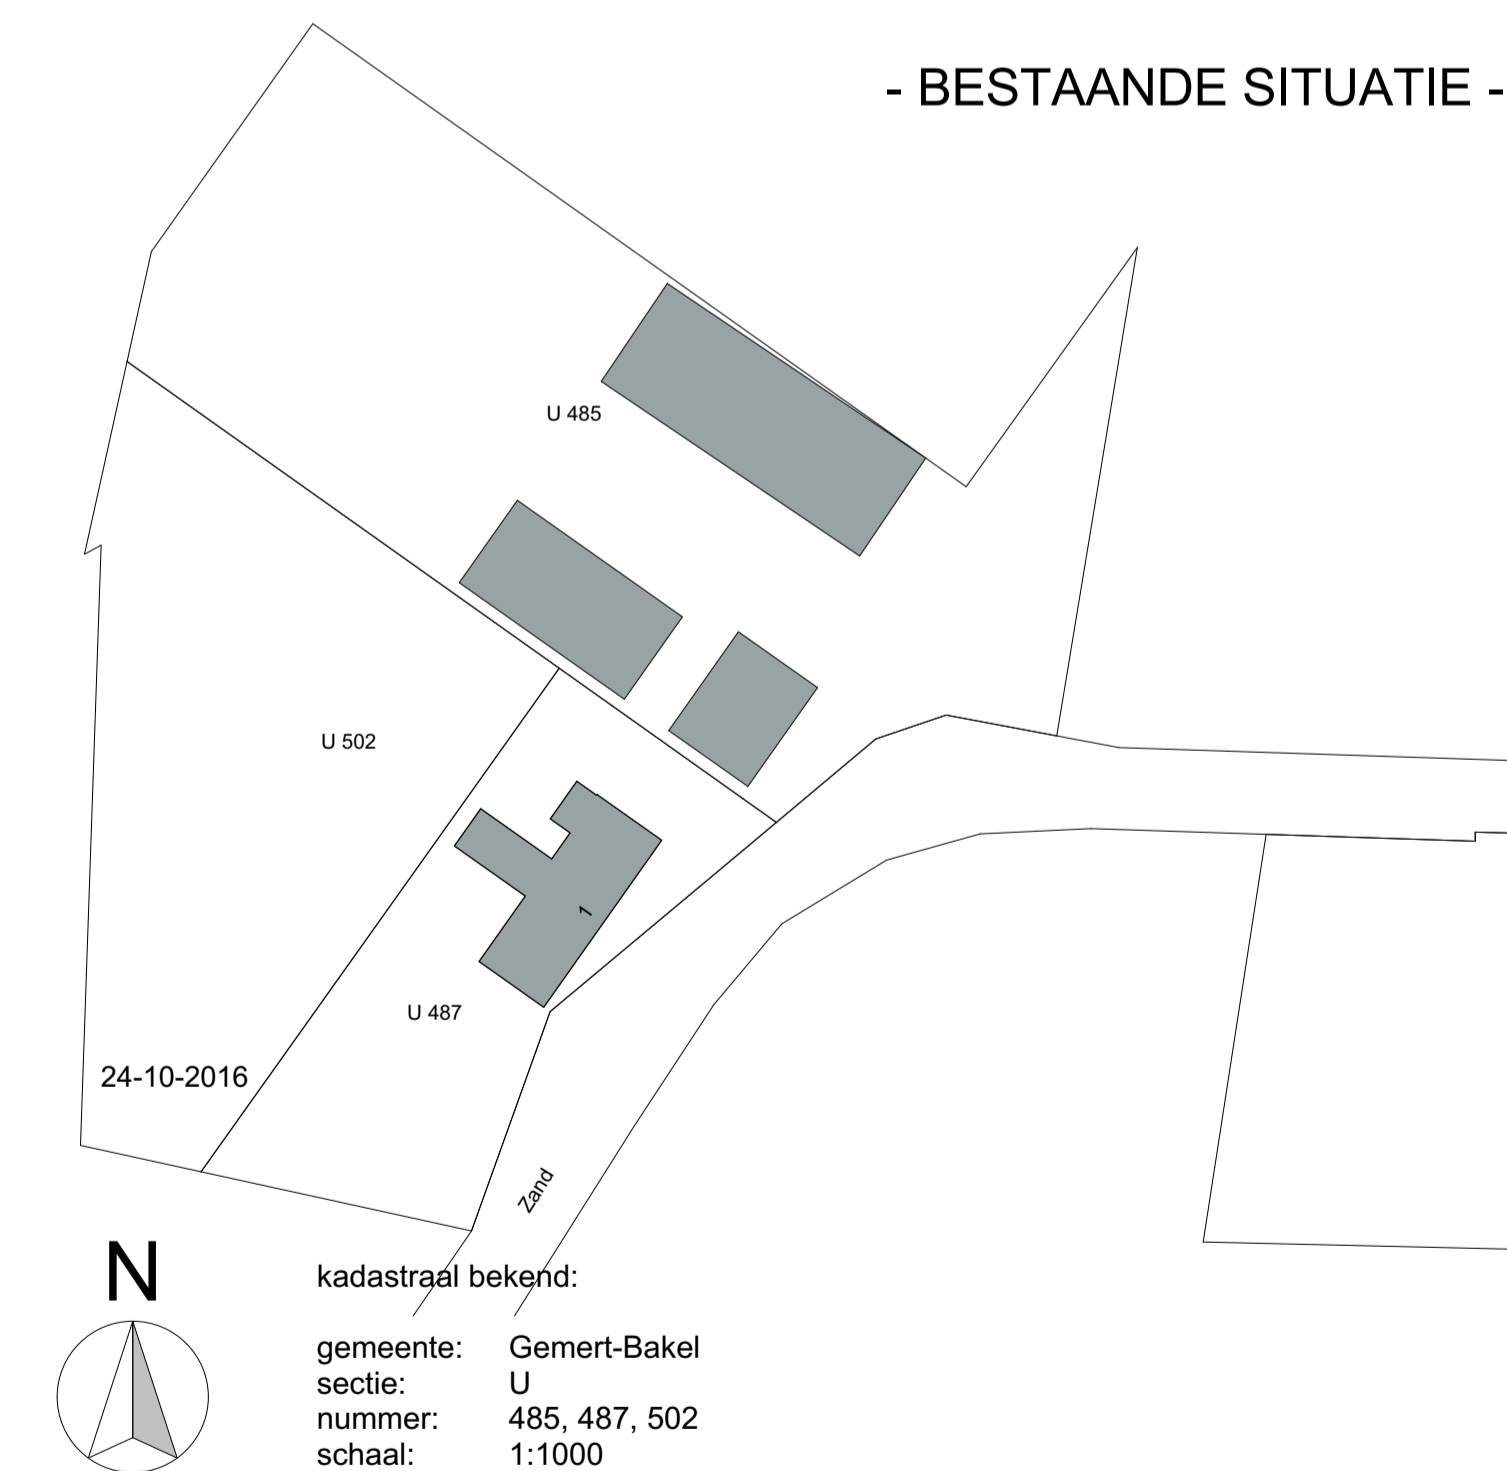 - BESTAANDE SITUATIE -
U 485
U 502
1
U 487
24-10-2016
Zand
N
kadastraal bekend:
gemeente: Gemert-Bakel
sectie: U
nummer: 485, 487, 502
schaal: 1:1000